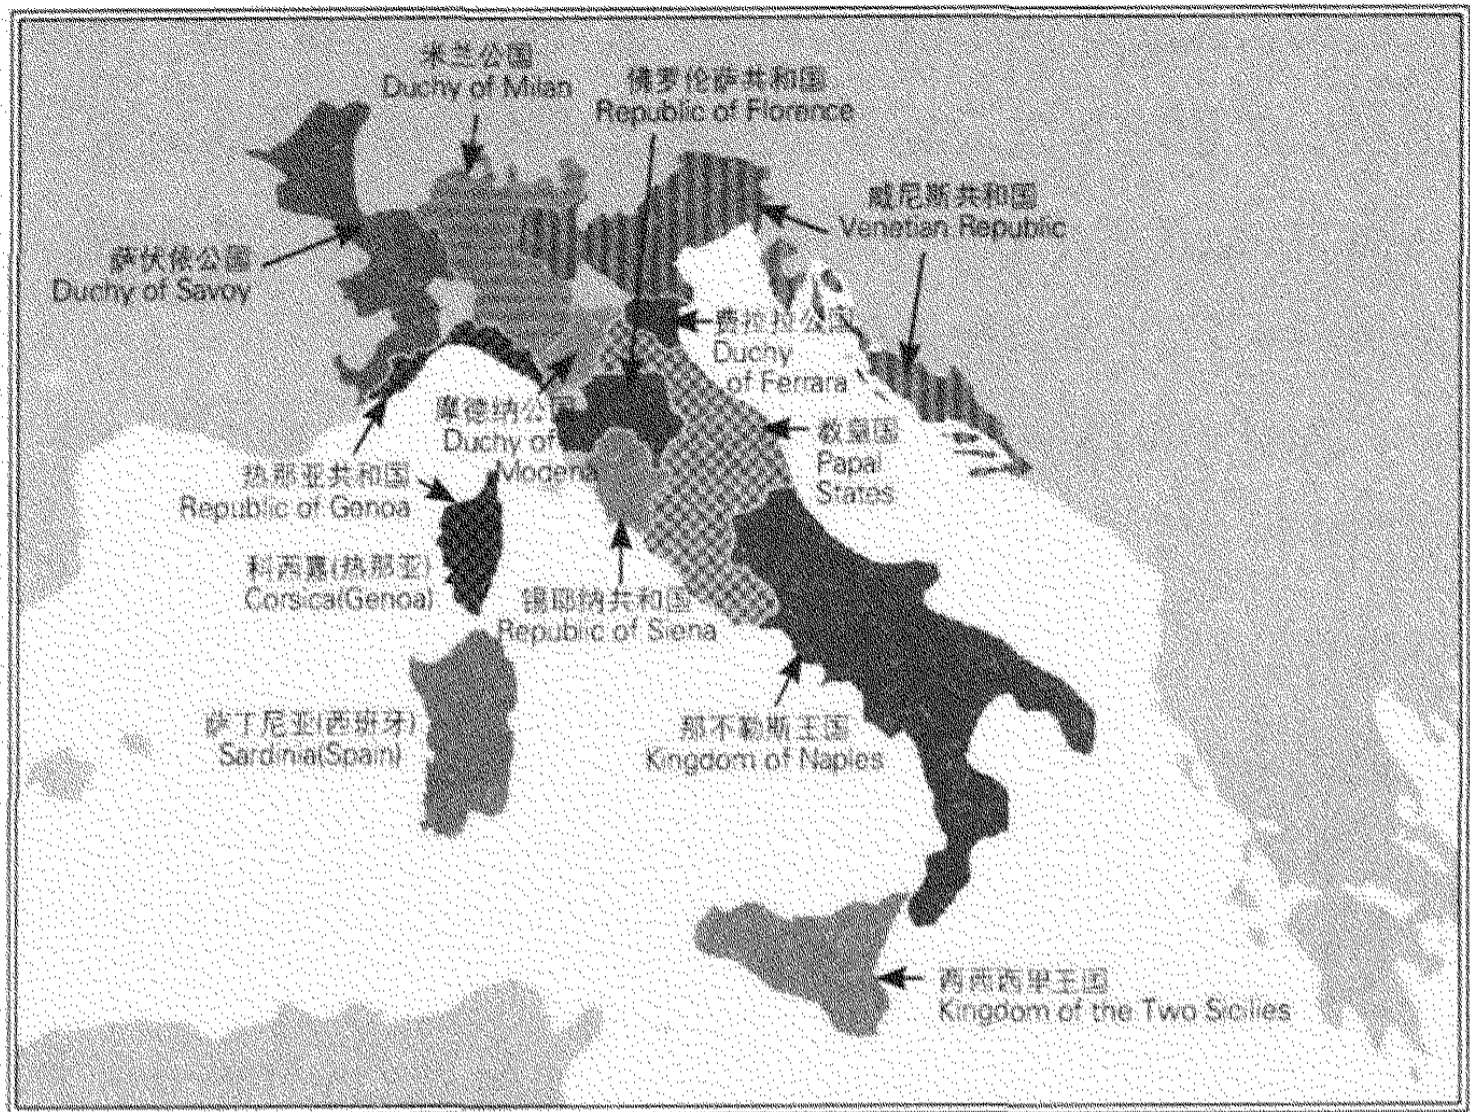 米兰公国
Duchy of Milan
佛罗伦萨共和国
Republic of Florence
威尼斯共和国
Venetian Republic
萨伏依公国
Duchy of Savoy
费拉拉公国
Duchy
of Ferrara
摩德纳公国
Duchy of
Modena
教皇国
Papal
States
热那亚共和国
Republic of Genoa
科西嘉(热那亚)
Corsica(Genoa)
锡耶纳共和国
Republic of Siena
萨丁尼亚(西班牙)
Sardinia(Spain)
那不勒斯王国
Kingdom of Naples
西西里王国
Kingdom of the Two Sicilies